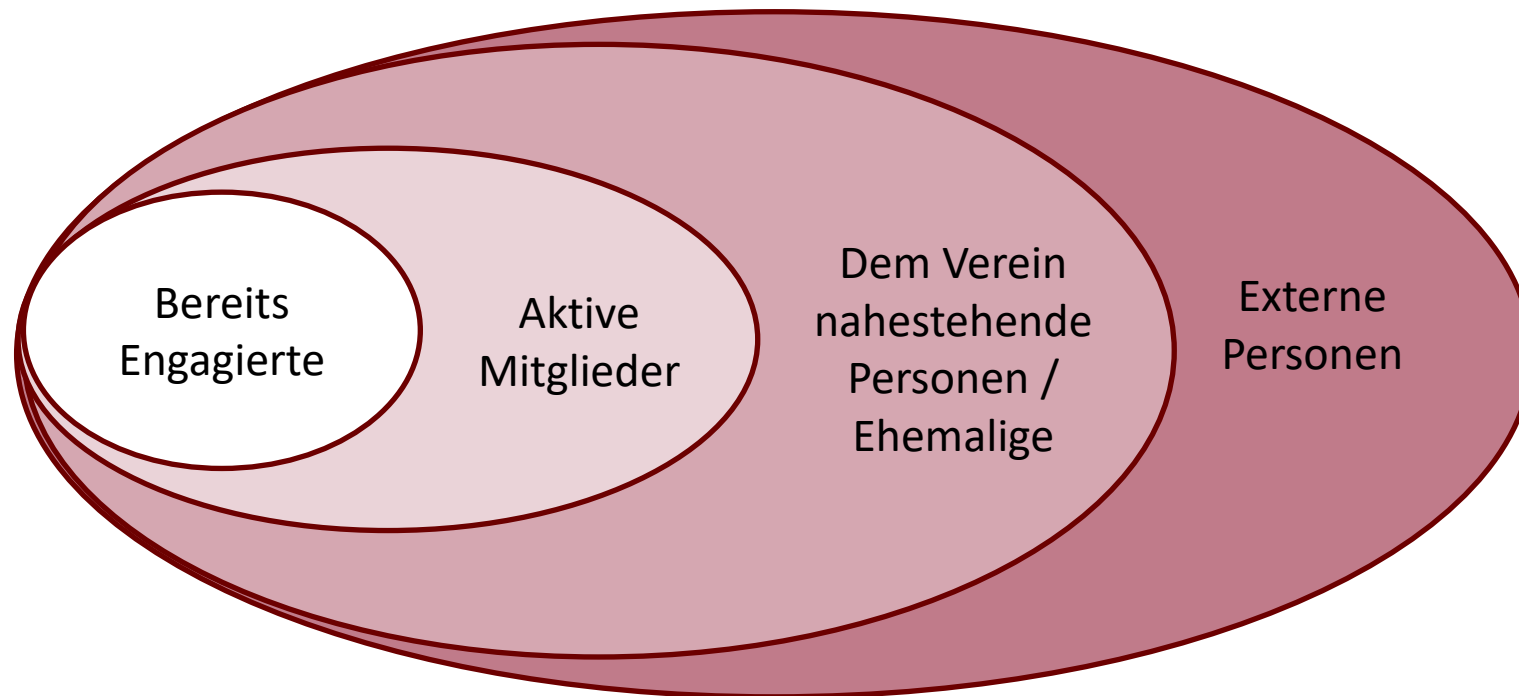 Bereits
Engagierte
Aktive
Mitglieder
Dem Verein
nahestehende
Personen /
Ehemalige
Externe
Personen